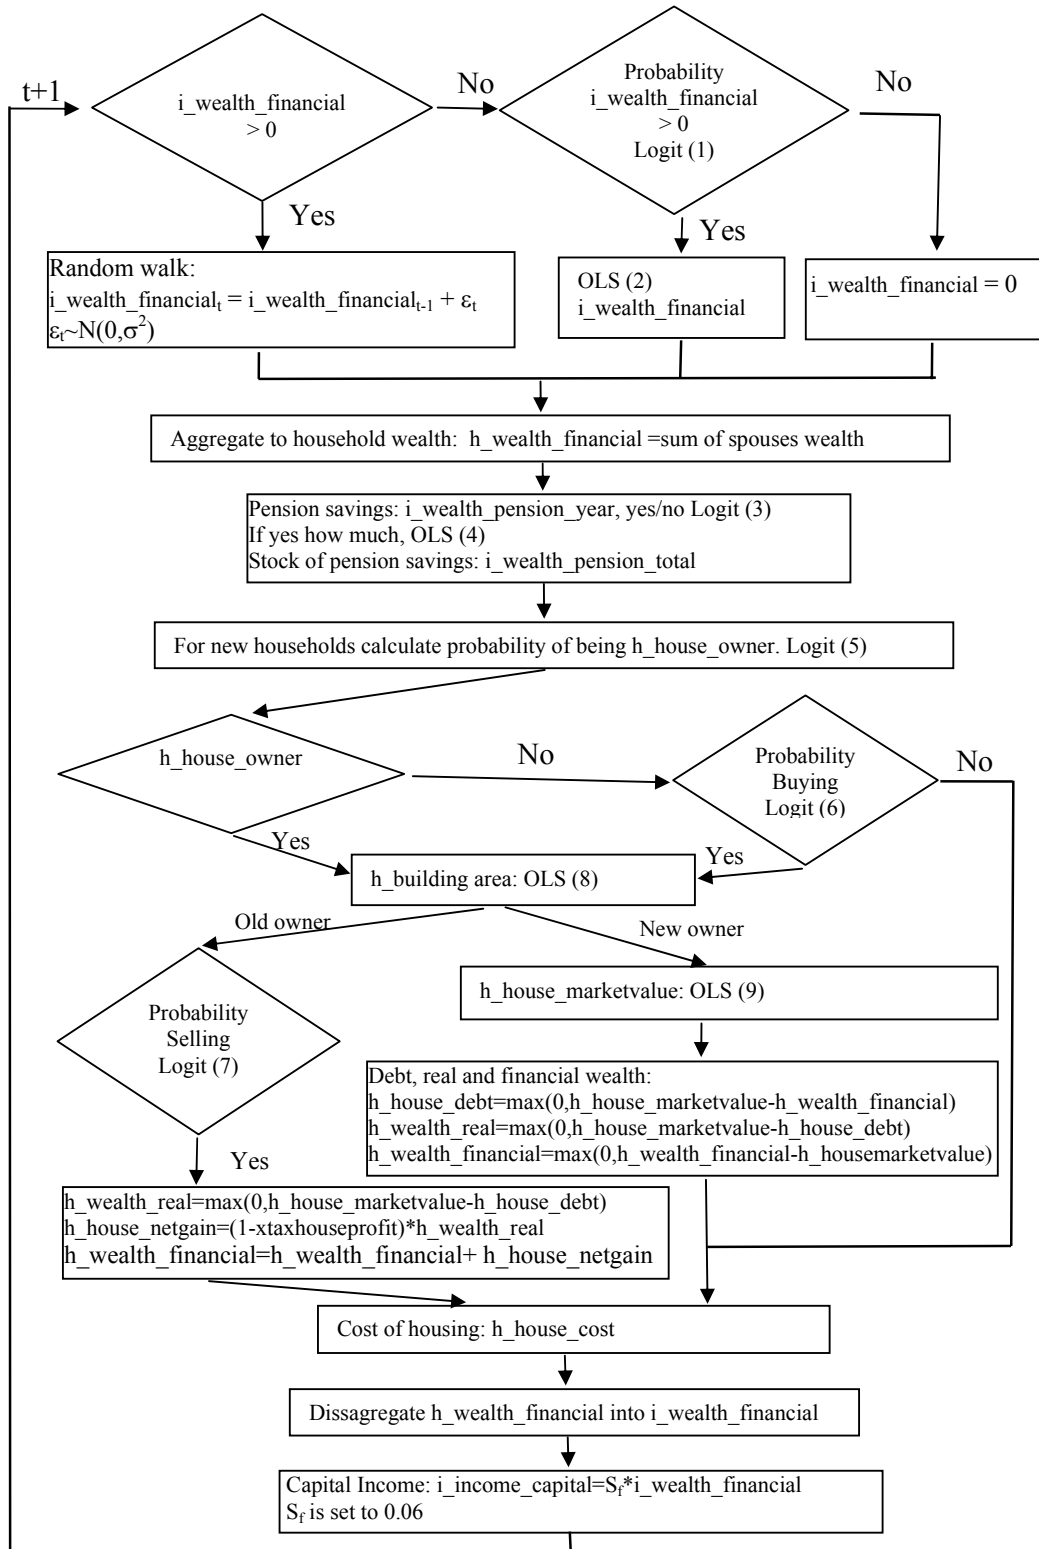 t+1
i_wealth_financial
> 0
No
Probability
i_wealth_financial
> 0
Logit (1)
No
Yes
Yes
Random walk:
i_wealth_financialₜ = i_wealth_financialₜ₋₁ + εₜ
εₜ~N(0,σ²)
OLS (2)
i_wealth_financial
i_wealth_financial = 0
Aggregate to household wealth: h_wealth_financial =sum of spouses wealth
Pension savings: i_wealth_pension_year, yes/no Logit (3)
If yes how much, OLS (4)
Stock of pension savings: i_wealth_pension_total
For new households calculate probability of being h_house_owner. Logit (5)
h_house_owner
No
Probability
Buying
Logit (6)
No
Yes
Yes
h_building area: OLS (8)
Old owner
New owner
Probability
Selling
Logit (7)
h_house_marketvalue: OLS (9)
Debt, real and financial wealth:
h_house_debt=max(0,h_house_marketvalue-h_wealth_financial)
h_wealth_real=max(0,h_house_marketvalue-h_house_debt)
h_wealth_financial=max(0,h_wealth_financial-h_housemarketvalue)
Yes
h_wealth_real=max(0,h_house_marketvalue-h_house_debt)
h_house_netgain=(1-xtaxhouseprofit)*h_wealth_real
h_wealth_financial=h_wealth_financial+ h_house_netgain
Cost of housing: h_house_cost
Dissagregate h_wealth_financial into i_wealth_financial
Capital Income: i_income_capital=S_f*i_wealth_financial
S_f is set to 0.06